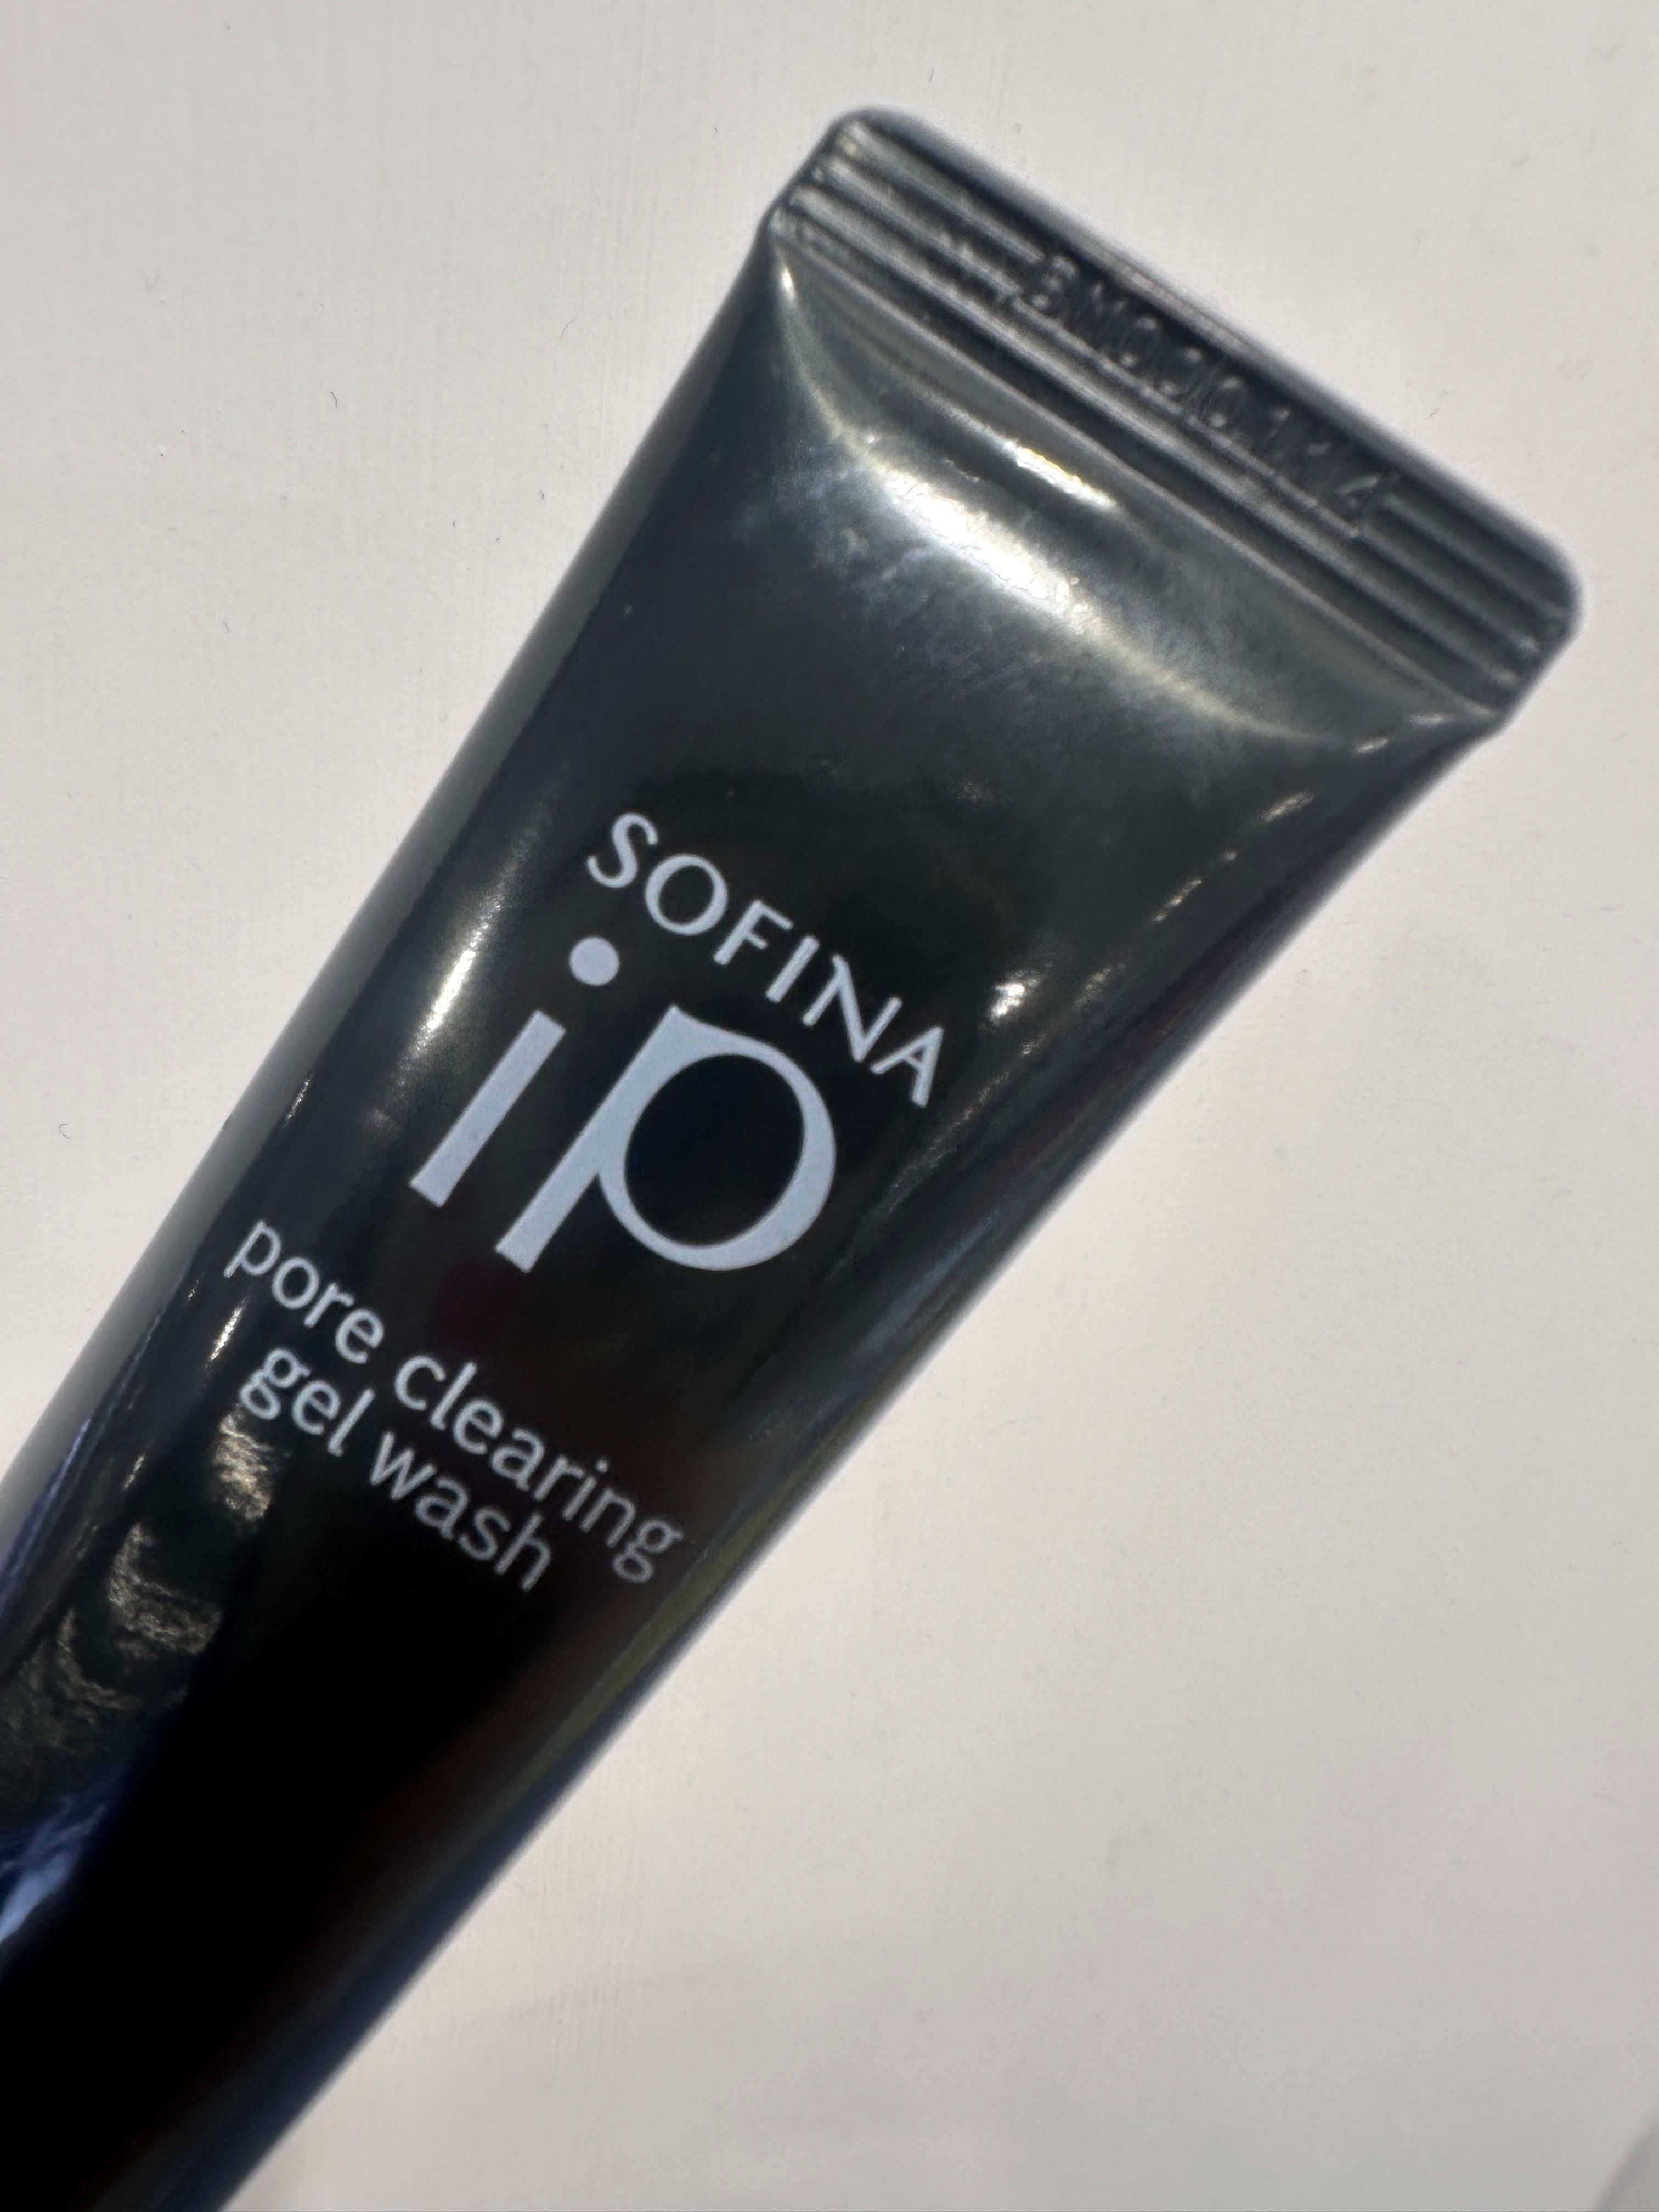 SOFINA
ip
pore clearing
gel wash